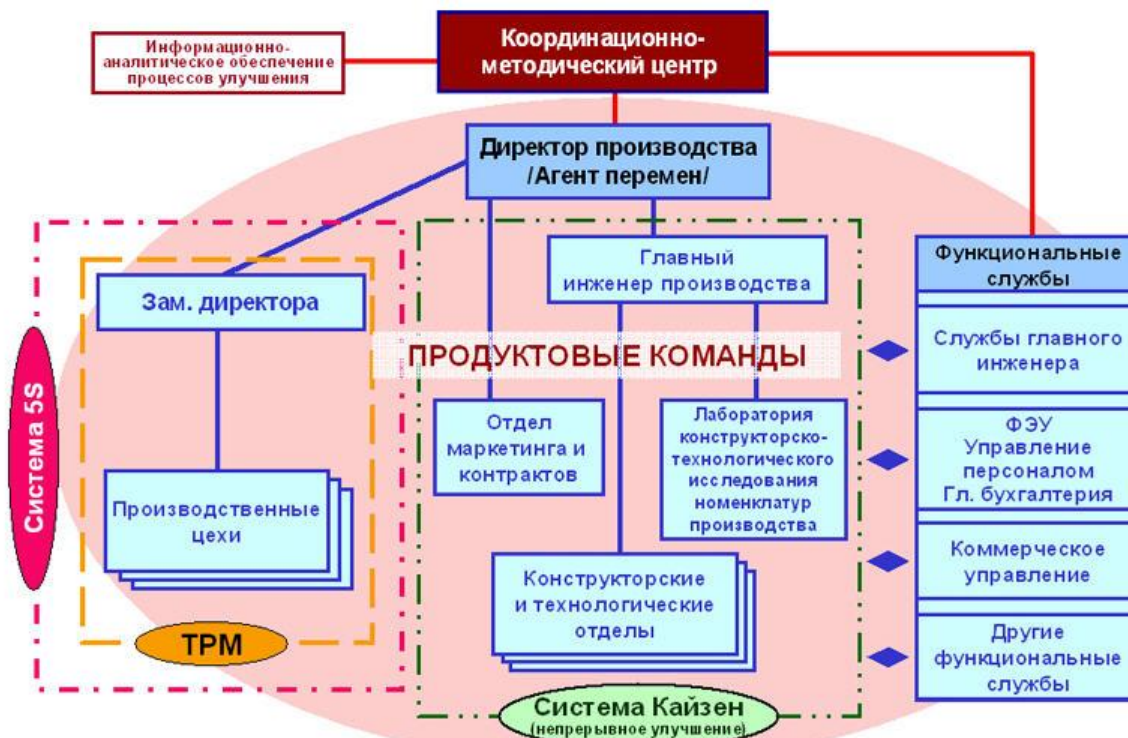 Информационно-
аналитическое обеспечение
процессов улучшения
Координационно-
методический центр
Директор производства
/Агент перемен/
Главный
инженер производства
Функциональные
службы
Зам. директора
ПРОДУКТОВЫЕ КОМАНДЫ
Службы главного
инженера
Система 5S
Отдел
маркетинга и
контрактов
Лаборатория
конструкторско-
технологического
исследования
номенклатур
производства
ФЭУ
Управление
персоналом
Гл. бухгалтерия
Производственные
цехи
Коммерческое
управление
Конструкторские
и технологические
отделы
TPM
Другие
функциональные
службы
Система Кайзен
(непрерывное улучшение)